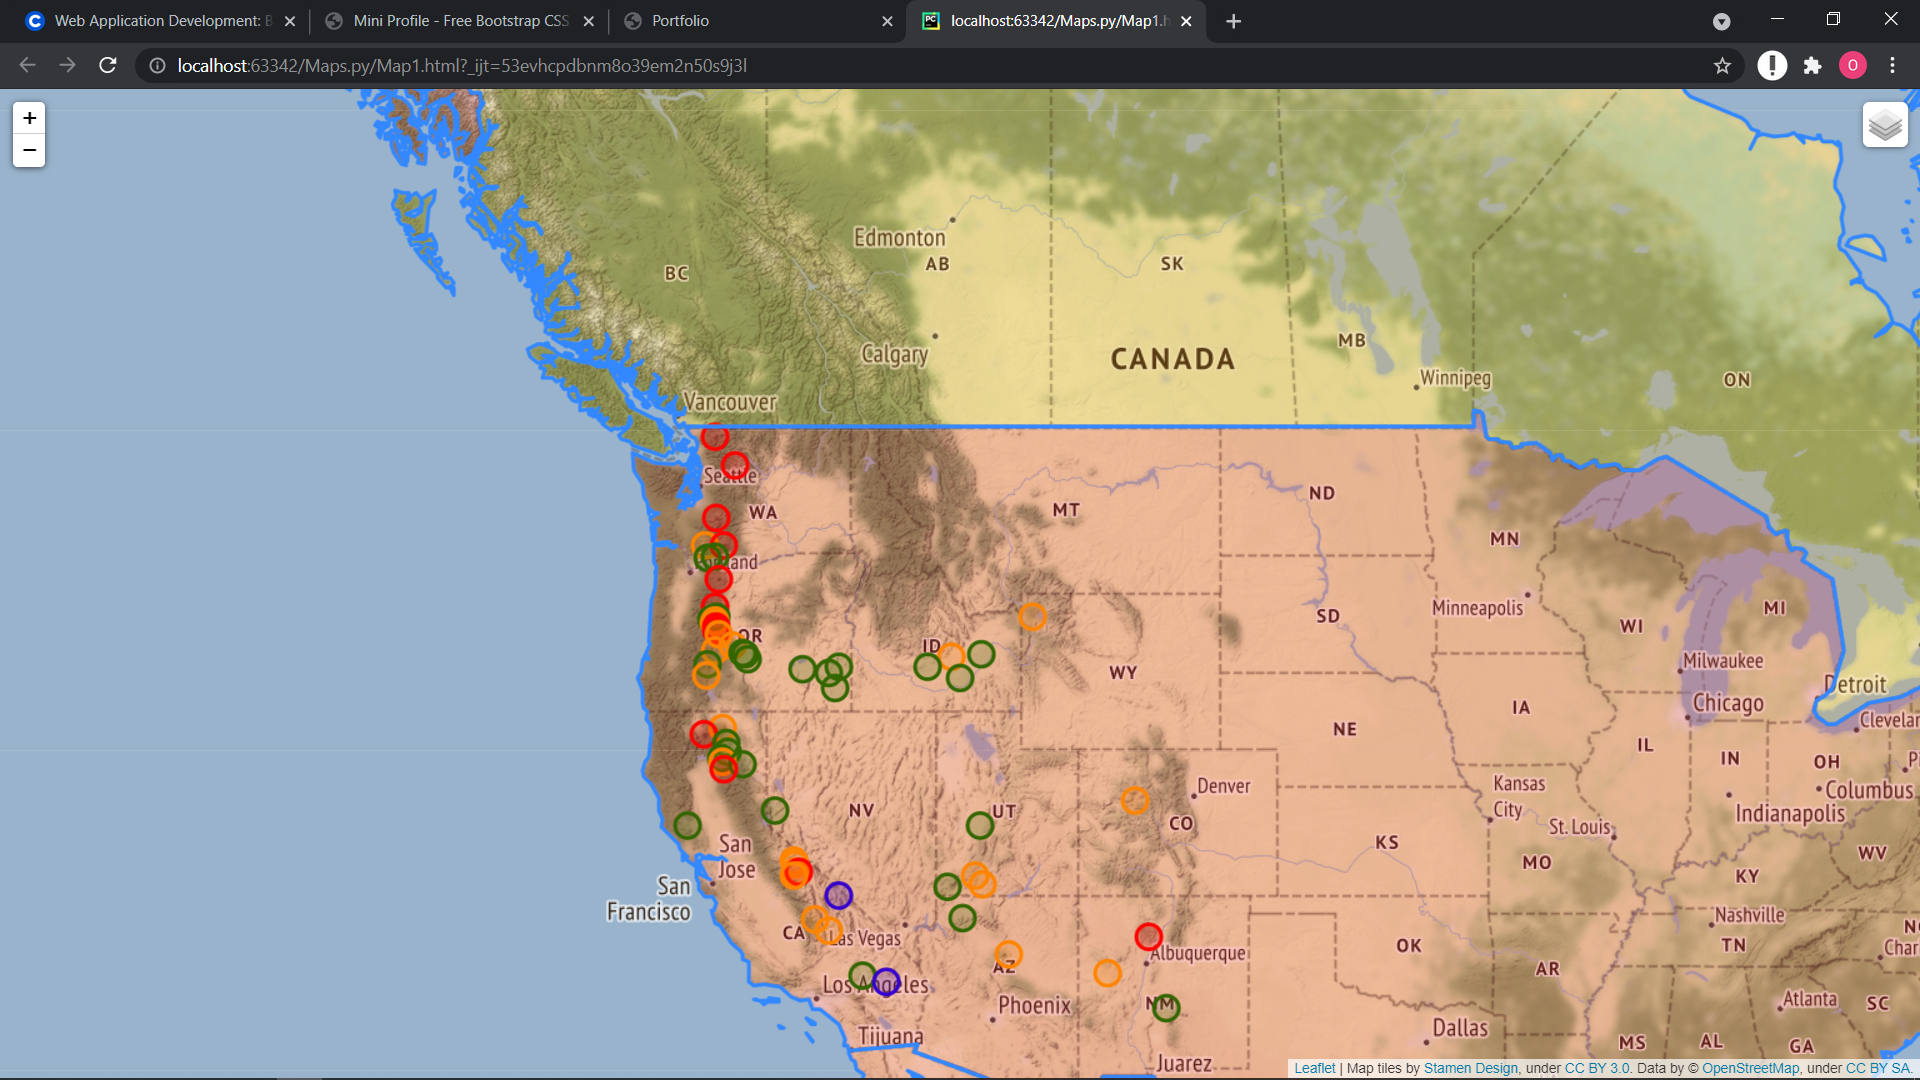 Web Application Development: B
Mini Profile - Free Bootstrap CSS
Portfolio
localhost:63342/Maps.py/Map1.h
localhost:63342/Maps.py/Map1.html?_ijt=53evhcpdbnm8o39em2n50s9j3l
O
+
−
Edmonton
AB
SK
BC
MB
Calgary
CANADA
Winnipeg
ON
Vancouver
Seattle
WA
MT
ND
MN
Minneapolis
MI
SD
WI
OR
ID
Milwaukee
WY
Detroit
Chicago
IA
Clevelan
NE
IL
IN
OH
Denver
Kansas
City
Columbus
NV
UT
CO
Indianapolis
St. Louis
San
Jose
KS
MO
WV
KY
San
Francisco
Nashville
CA
Las Vegas
OK
TN
Char
Albuquerque
AZ
AR
Los Angeles
Phoenix
NM
Atlanta
SC
Tijuana
Dallas
MS
AL
GA
Juarez
Leaflet | Map tiles by Stamen Design, under CC BY 3.0. Data by © OpenStreetMap, under CC BY SA.